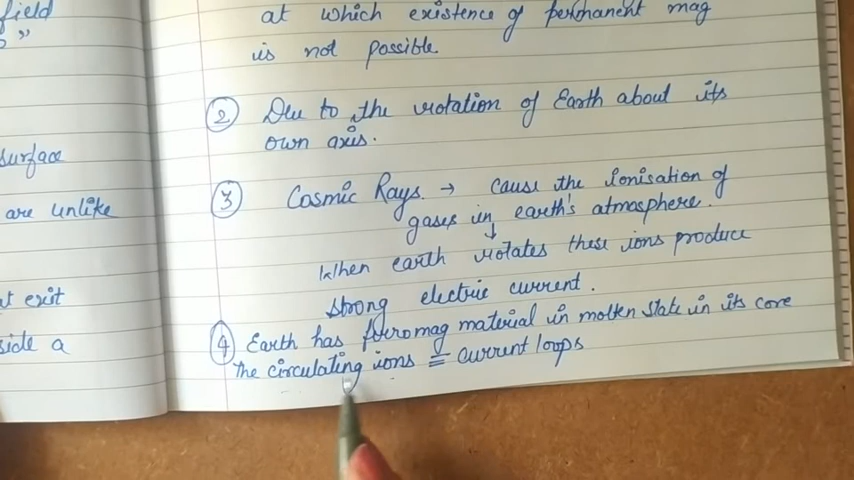 field
”
surface
are unlike
at exit
side a
at which existence of permanent mag
is not possible.
② Due to the rotation of Earth about its
own axis.
③ Cosmic Rays → cause the ionisation of
gases in earth's atmosphere.
↓
When earth rotates these ions produce
strong electric current.
④ Earth has ferromag material in molten state in its core
The circulating ions ≡ current loops